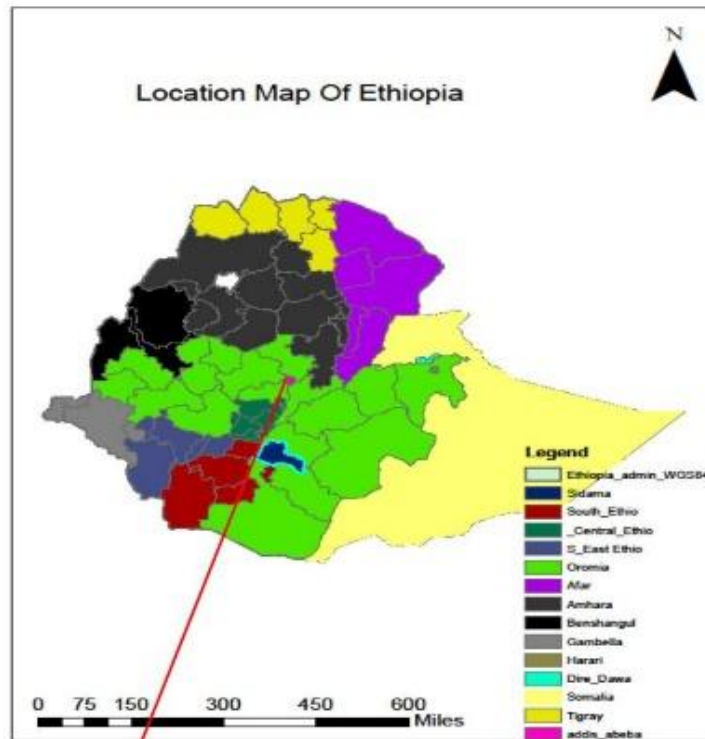 N
Location Map Of Ethiopia
Legend
Ethiopia_admin_WGS84
Sidama
South_Ethio
_Central_Ethio
S_East Ethio
Oromia
Afar
Amhara
Benshangul
Gambella
Harari
Dire_Dawa
Somalia
Tigray
addis_abeba
0 75 150 300 450 600
Miles